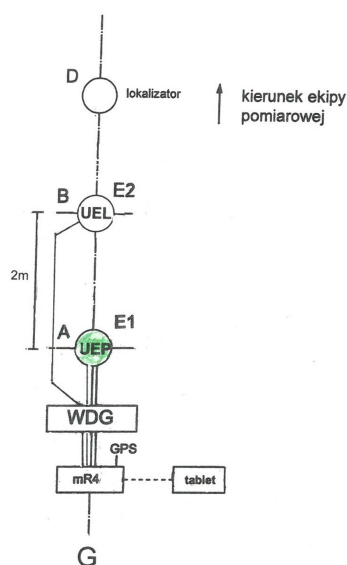 D
lokalizator
kierunek ekipy
pomiarowej
B
E2
UEL
2m
A
E1
UEP
WDG
GPS
mR4
tablet
G